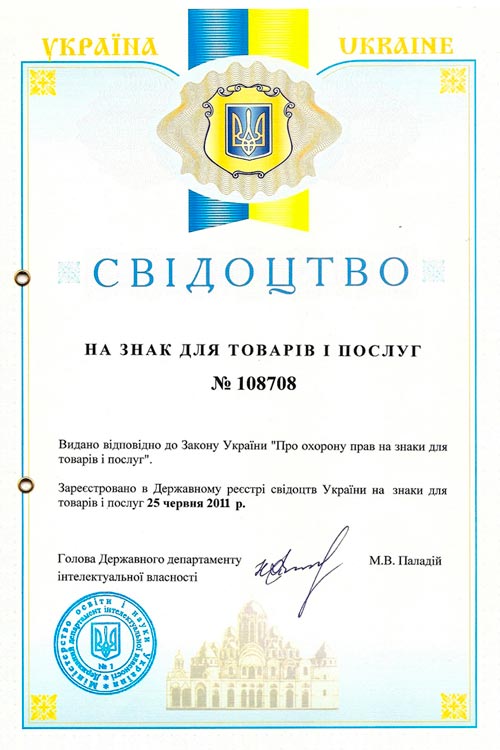 УКРАЇНА
UKRAINE
СВІДОЦТВО
НА ЗНАК ДЛЯ ТОВАРІВ І ПОСЛУГ
№ 108708
Видано відповідно до Закону України "Про охорону прав на знаки для
товарів і послуг".
Зареєстровано в Державному реєстрі свідоцтв України на знаки для
товарів і послуг 25 червня 2011 р.
Голова Державного департаменту
інтелектуальної власності
М.В. Паладій
Міністерство освіти і науки України
Державний департамент інтелектуальної власності
№ 1